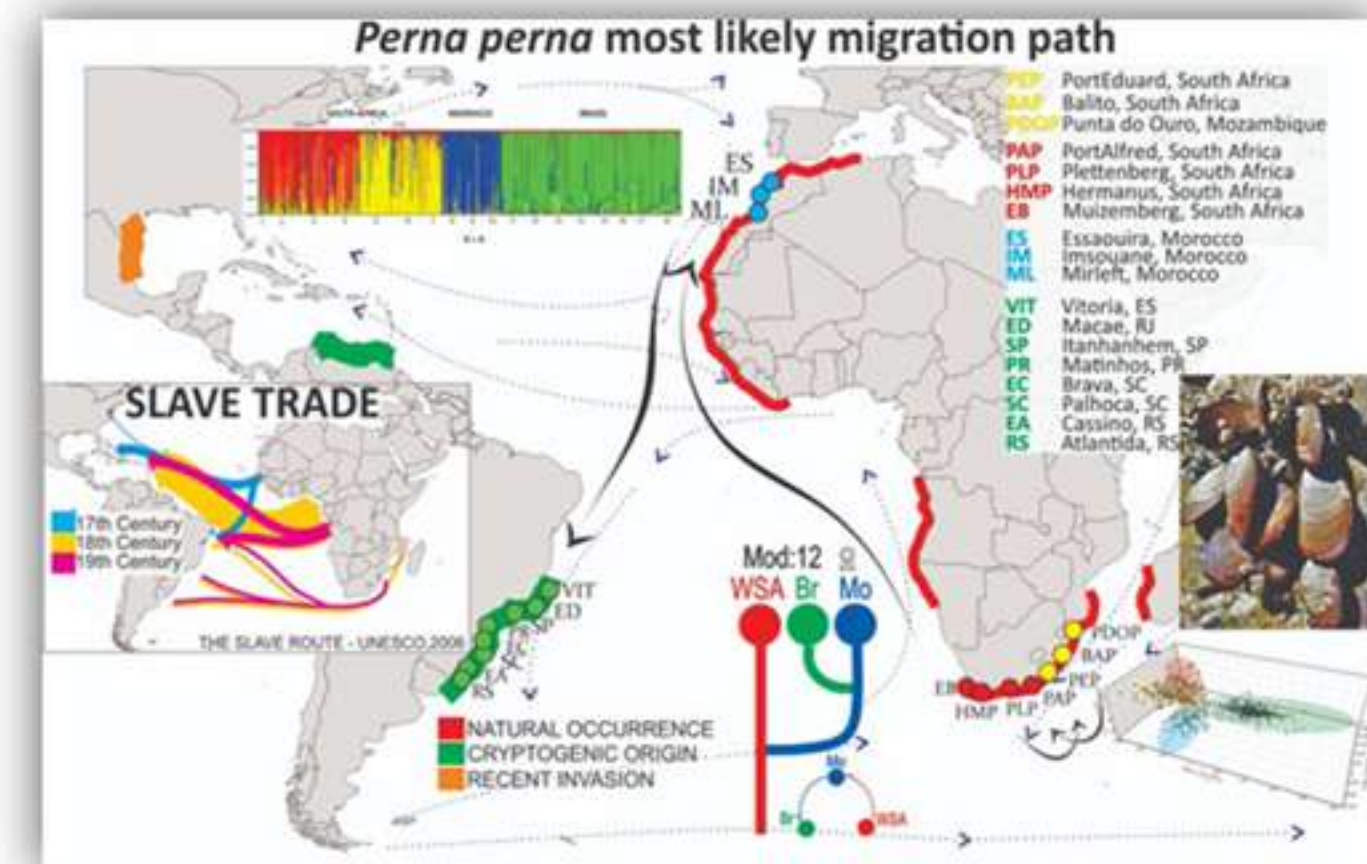 Perna perna most likely migration path
PEP PortEduard, South Africa
BAP Balito, South Africa
PDOP Punta do Ouro, Mozambique
PAP PortAlfred, South Africa
PLP Plettenberg, South Africa
HMP Hermanus, South Africa
EB Muizemberg, South Africa
ES Essaouira, Morocco
IM Imsouane, Morocco
ML Mirleft, Morocco
VIT Vitoria, ES
ED Macae, RJ
SP Itanhanhem, SP
PR Matinhos, PR
EC Brava, SC
SC Palhoca, SC
EA Cassino, RS
RS Atlantida, RS
ES
IM
ML
SLAVE TRADE
17th Century
18th Century
19th Century
THE SLAVE ROUTE - UNESCO,2006
VIT
ED
SP
EA
RS
Mod:12
WSA Br Mo
PDOP
BAP
PEP
PAP
EB
HMP PLP
NATURAL OCCURRENCE
CRYPTOGENIC ORIGIN
RECENT INVASION
Mo
Br
WSA